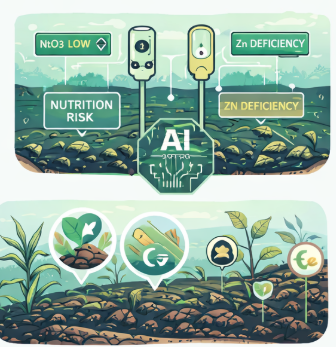 NtO3 LOW
Zn DEFICIENCY
NUTRITION
RISK
ZN DEFICIENCY
AI